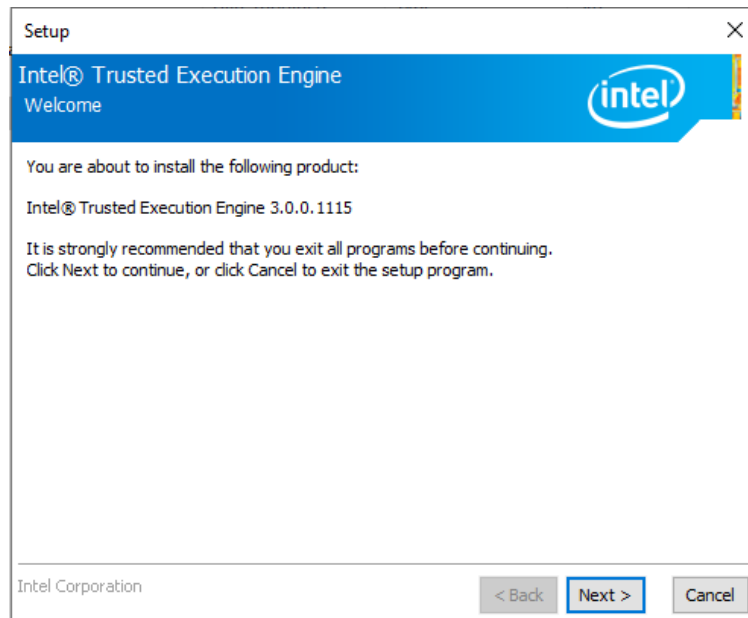 Setup
Intel® Trusted Execution Engine
Welcome
intel
You are about to install the following product:
Intel® Trusted Execution Engine 3.0.0.1115
It is strongly recommended that you exit all programs before continuing.
Click Next to continue, or click Cancel to exit the setup program.
Intel Corporation
< Back Next > Cancel